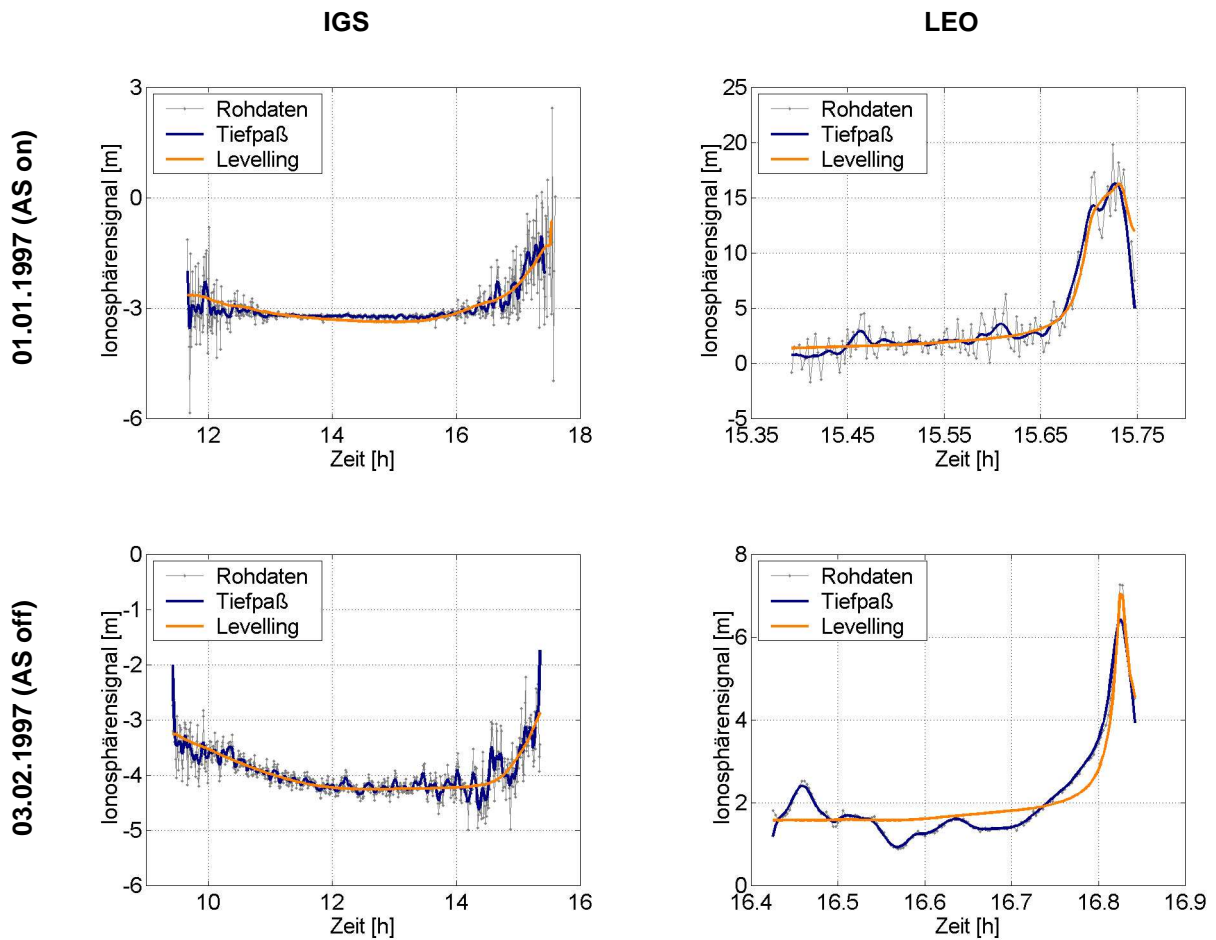 IGS
LEO
01.01.1997 (AS on)
3
0
-3
-6
Ionosphärensignal [m]
Rohdaten
Tiefpaß
Levelling
12
14
16
18
Zeit [h]
25
20
15
10
5
0
-5
Ionosphärensignal [m]
Rohdaten
Tiefpaß
Levelling
15.35
15.45
15.55
15.65
15.75
Zeit [h]
03.02.1997 (AS off)
0
-1
-2
-3
-4
-5
-6
Ionosphärensignal [m]
Rohdaten
Tiefpaß
Levelling
10
12
14
16
Zeit [h]
8
6
4
2
0
Ionosphärensignal [m]
Rohdaten
Tiefpaß
Levelling
16.4
16.5
16.6
16.7
16.8
16.9
Zeit [h]